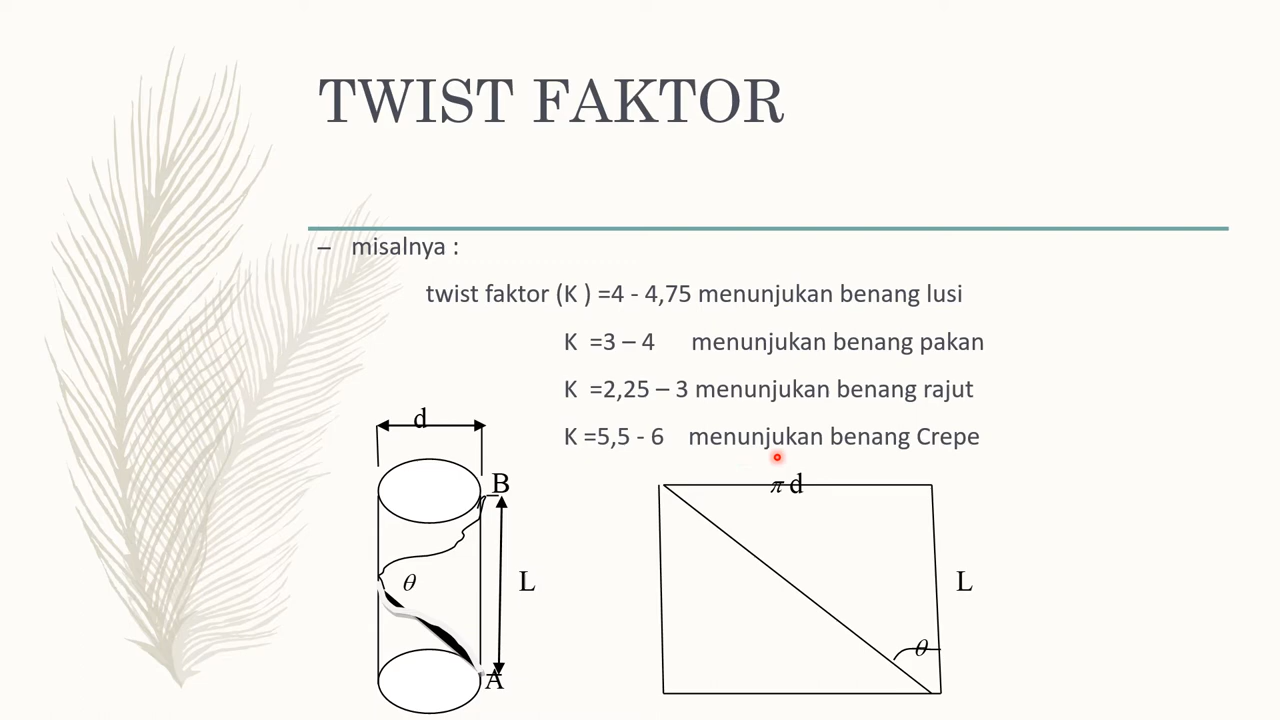 TWIST FAKTOR
– misalnya :
twist faktor (K ) =4 - 4,75 menunjukan benang lusi
K =3 – 4 menunjukan benang pakan
K =2,25 – 3 menunjukan benang rajut
K =5,5 - 6 menunjukan benang Crepe
d
B
θ
L
A
π d
L
θ